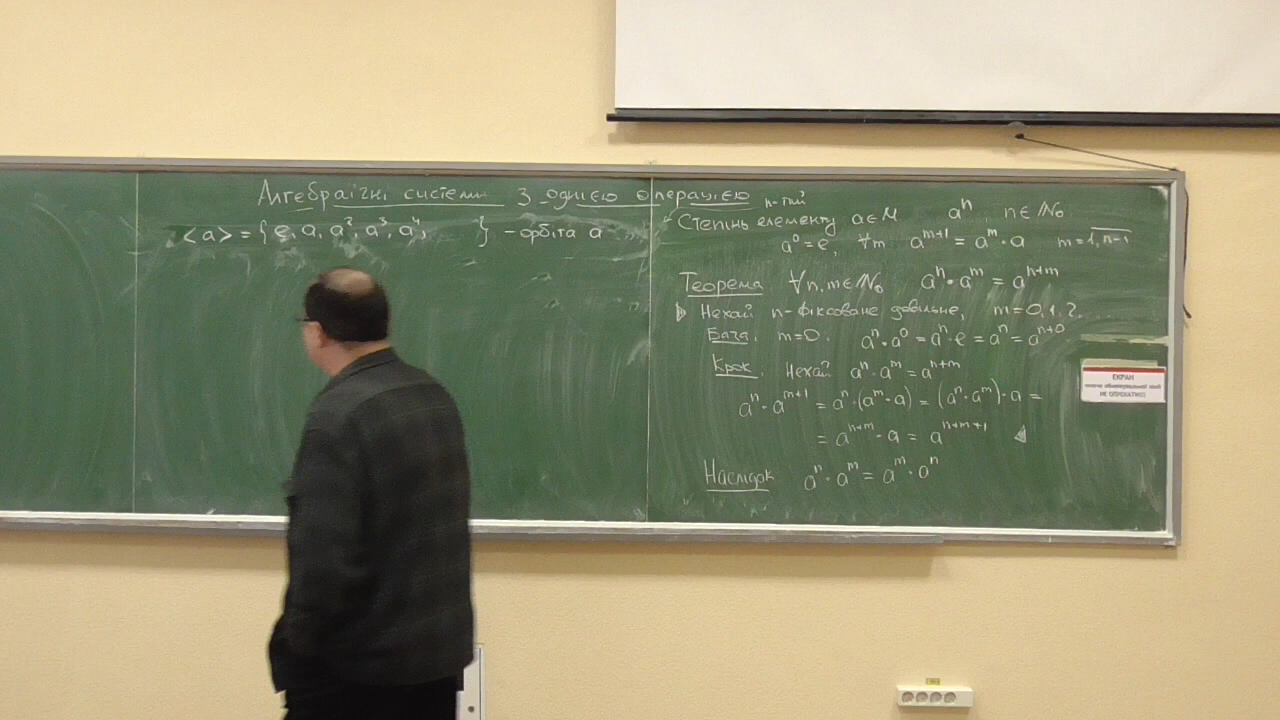 Алгебраїчні системи з однією операцією
<a> = {e, a, a², a³, a⁴, } - орбіта a
n-тий
Степінь елементу a∈M aⁿ, n∈ℕ₀
a⁰ = e, ∀m aᵐ⁺¹ = aᵐ·a m = 1, n-1
Теорема ∀n,m∈ℕ₀ aⁿ·aᵐ = aⁿ⁺ᵐ
▷ Нехай n - фіксоване довільне, m=0,1,2.
База. m=0. aⁿ·a⁰ = aⁿ·e = aⁿ = aⁿ⁺⁰
Крок. Нехай aⁿ·aᵐ = aⁿ⁺ᵐ
aⁿ·aᵐ⁺¹ = aⁿ·(aᵐ·a) = (aⁿ·aᵐ)·a =
= aⁿ⁺ᵐ·a = aⁿ⁺ᵐ⁺¹ ◁
Наслідок aⁿ·aᵐ = aᵐ·aⁿ
ЕКРАН
НЕ ОПУСКАТИ!